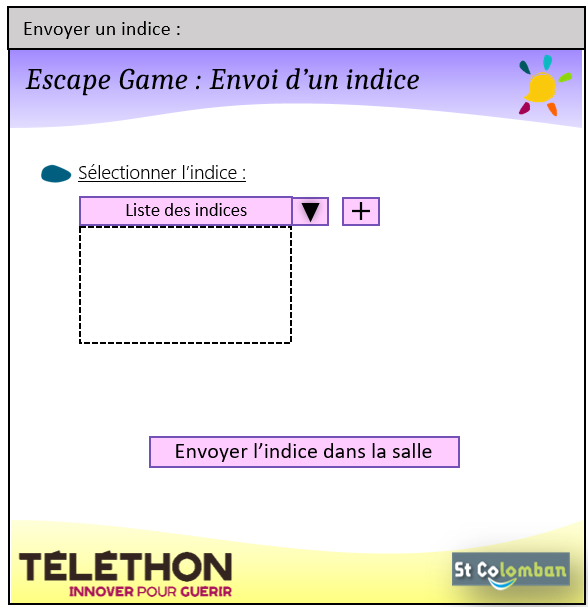 Envoyer un indice :
Escape Game : Envoi d’un indice
Sélectionner l’indice :
Liste des indices
Envoyer l’indice dans la salle
TÉLÉTHON
INNOVER POUR GUÉRIR
St Colomban